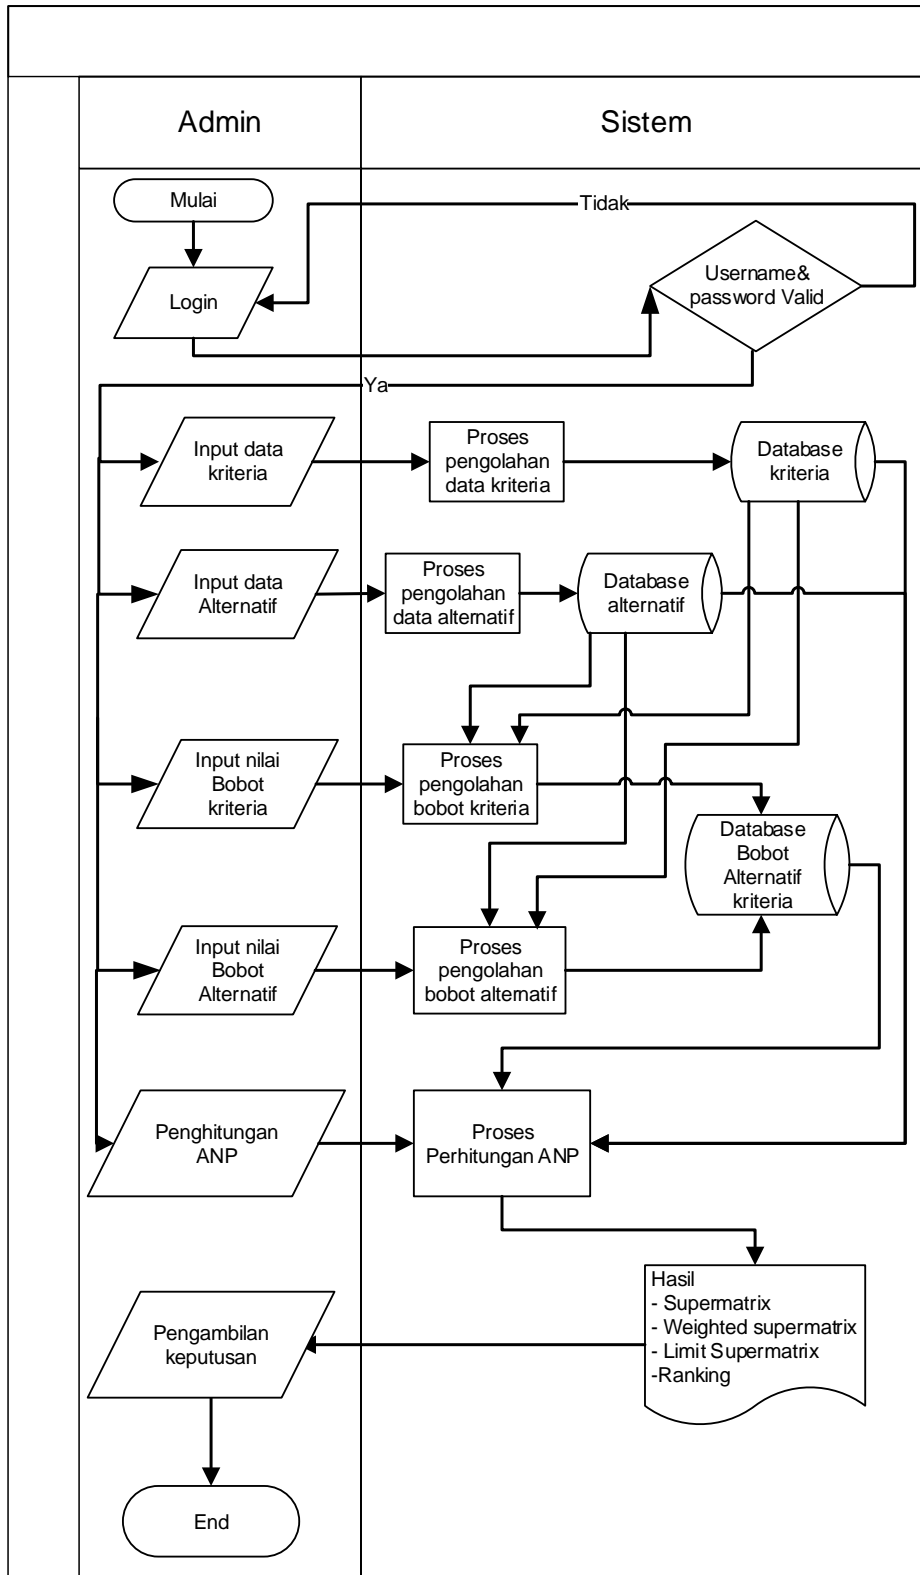 Admin
Sistem
Mulai
Tidak
Username&
password Valid
Login
Ya
Input data
kriteria
Proses
pengolahan
data kriteria
Database
kriteria
Input data
Alternatif
Proses
pengolahan
data alternatif
Database
alternatif
Input nilai
Bobot
kriteria
Proses
pengolahan
bobot kriteria
Database
Bobot
Alternatif
kriteria
Input nilai
Bobot
Alternatif
Proses
pengolahan
bobot alternatif
Penghitungan
ANP
Proses
Perhitungan ANP
Hasil
- Supermatrix
- Weighted supermatrix
- Limit Supermatrix
-Ranking
Pengambilan
keputusan
End